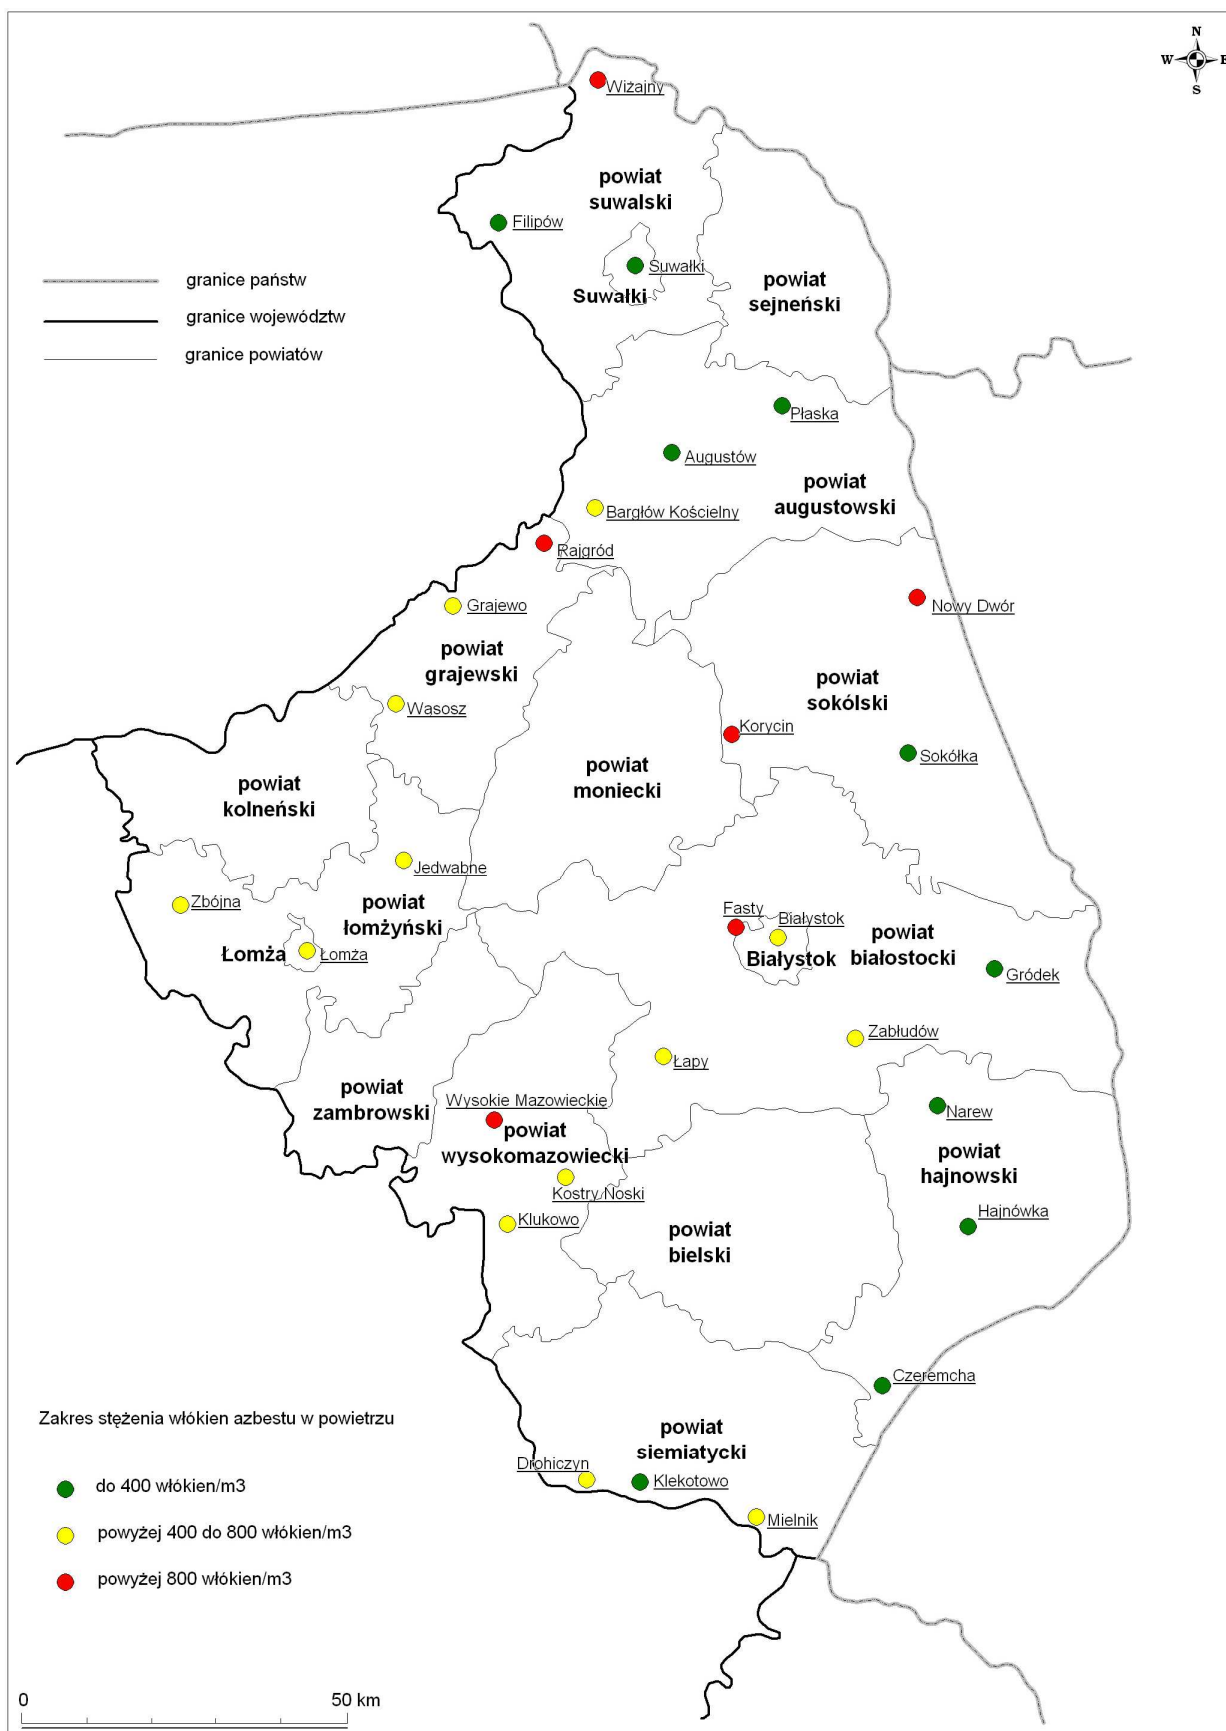 N
W E
S
Wiżajny
powiat
suwalski
Filipów
Suwałki
Suwałki
powiat
sejneński
granice państw
granice województw
granice powiatów
Płaska
Augustów
powiat
augustowski
Bargłów Kościelny
Rajgród
Grajewo
Nowy Dwór
powiat
grajewski
powiat
sokólski
Wąsosz
Korycin
Sokółka
powiat
moniecki
powiat
kolneński
Jedwabne
Zbójna
powiat
łomżyński
Fasty
Białystok
Łomża
Łomża
Białystok
powiat
białostocki
Gródek
Zabłudów
Łapy
powiat
zambrowski
Wysokie Mazowieckie
Narew
powiat
wysokomazowiecki
powiat
hajnowski
Kostry Noski
Klukowo
Hajnówka
powiat
bielski
Czeremcha
Zakres stężenia włókien azbestu w powietrzu
powiat
siemiatycki
Drohiczyn
Klekotowo
do 400 włókien/m3
Mielnik
powyżej 400 do 800 włókien/m3
powyżej 800 włókien/m3
0 50 km